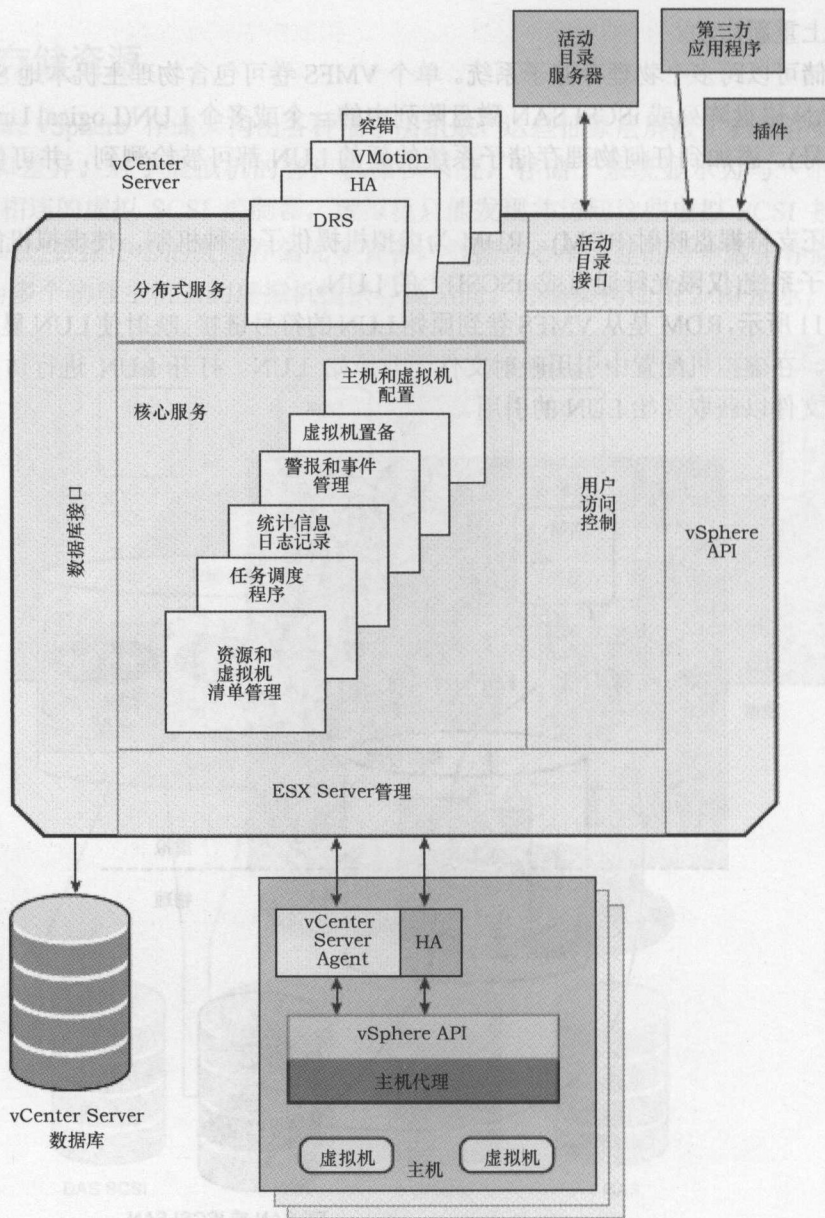 活动
目录
服务器
第三方
应用程序
插件
vCenter
Server
容错
VMotion
HA
DRS
分布式服务
活动
目录
接口
核心服务
主机和虚拟机
配置
虚拟机置备
警报和事件
管理
统计信息
日志记录
任务调度
程序
资源和
虚拟机
清单管理
数据库接口
用户
访问
控制
vSphere
API
ESX Server管理
vCenter
Server
Agent
HA
vSphere API
主机代理
虚拟机
主机
虚拟机
vCenter Server
数据库